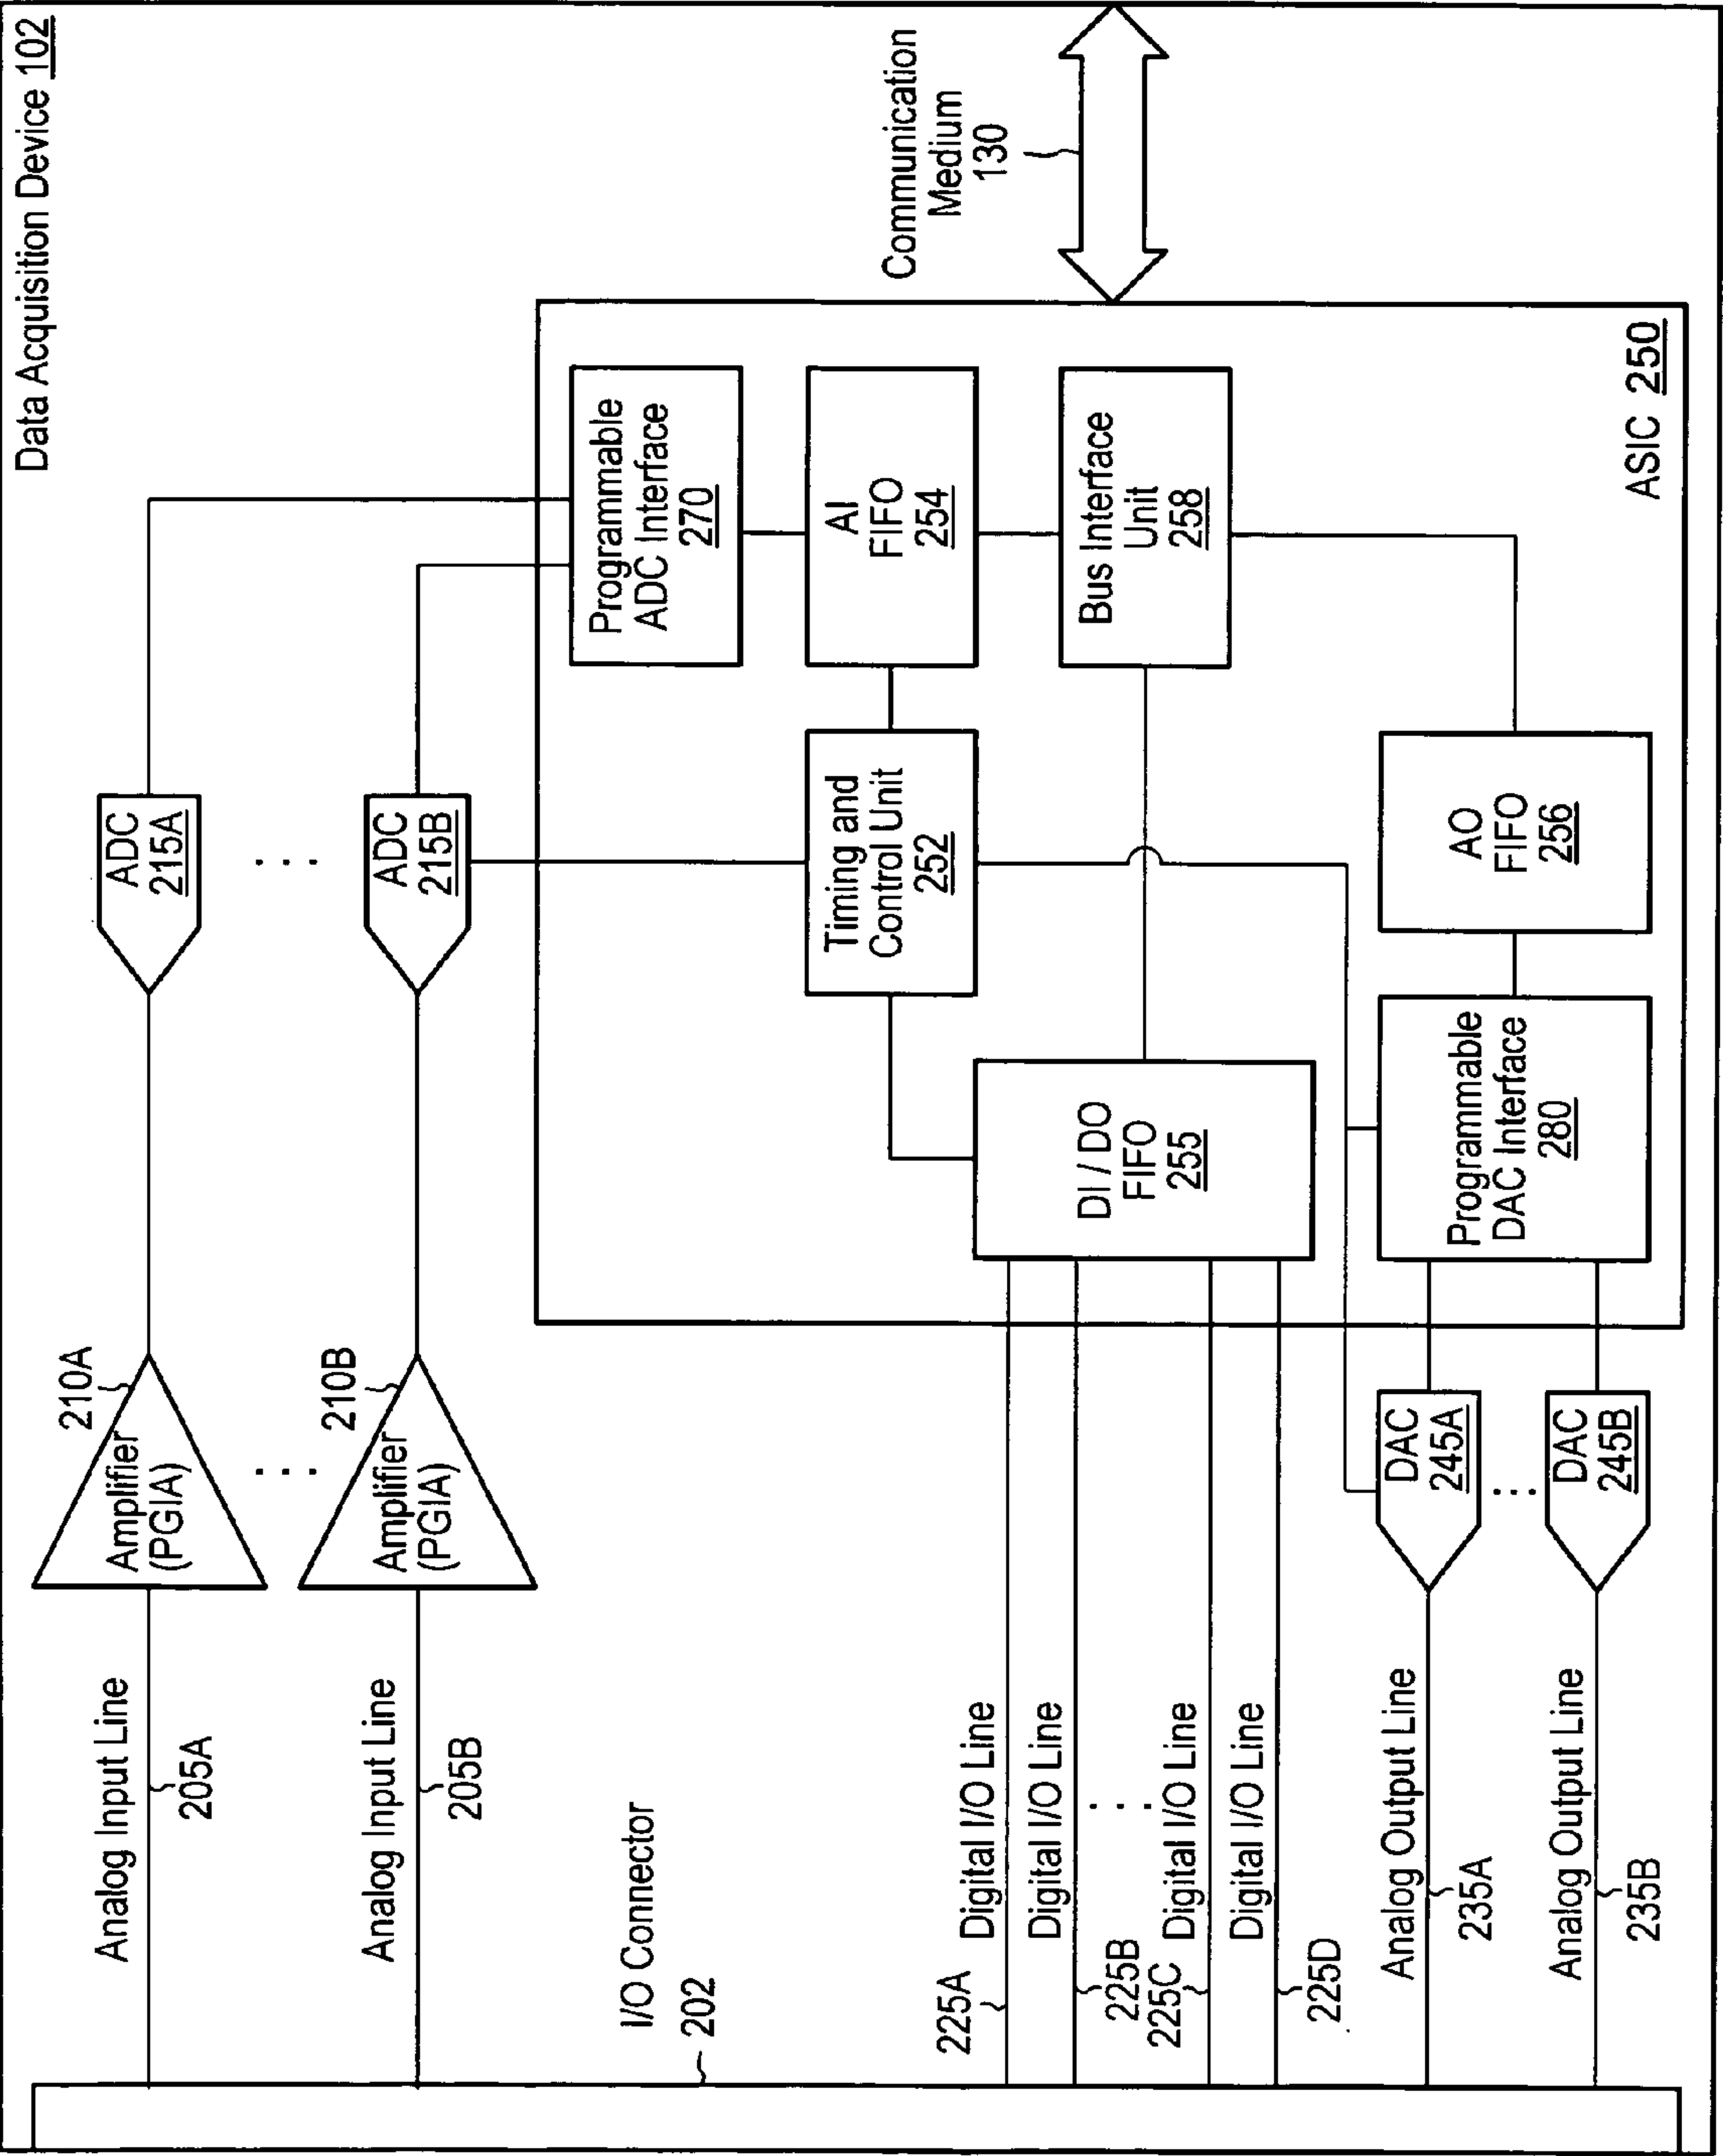 Data Acquisition Device 102
Analog Input Line
205A
210A
Amplifier
(PGIA)
ADC
215A
Analog Input Line
205B
210B
Amplifier
(PGIA)
ADC
215B
I/O Connector
202
Programmable
ADC Interface
270
Timing and
Control Unit
252
AI
FIFO
254
Communication
Medium
130
225A
Digital I/O Line
Digital I/O Line
225B
225C
Digital I/O Line
Digital I/O Line
225D
DI / DO
FIFO
255
Bus Interface
Unit
258
Analog Output Line
235A
DAC
245A
Analog Output Line
235B
DAC
245B
Programmable
DAC Interface
280
AO
FIFO
256
ASIC 250